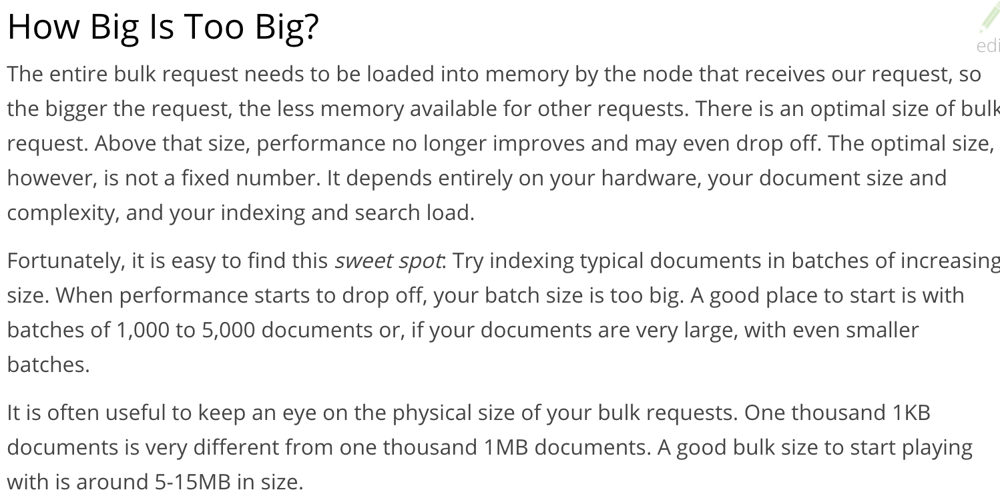 How Big Is Too Big?
edi
The entire bulk request needs to be loaded into memory by the node that receives our request, so
the bigger the request, the less memory available for other requests. There is an optimal size of bulk
request. Above that size, performance no longer improves and may even drop off. The optimal size,
however, is not a fixed number. It depends entirely on your hardware, your document size and
complexity, and your indexing and search load.
Fortunately, it is easy to find this sweet spot: Try indexing typical documents in batches of increasing
size. When performance starts to drop off, your batch size is too big. A good place to start is with
batches of 1,000 to 5,000 documents or, if your documents are very large, with even smaller
batches.
It is often useful to keep an eye on the physical size of your bulk requests. One thousand 1KB
documents is very different from one thousand 1MB documents. A good bulk size to start playing
with is around 5-15MB in size.